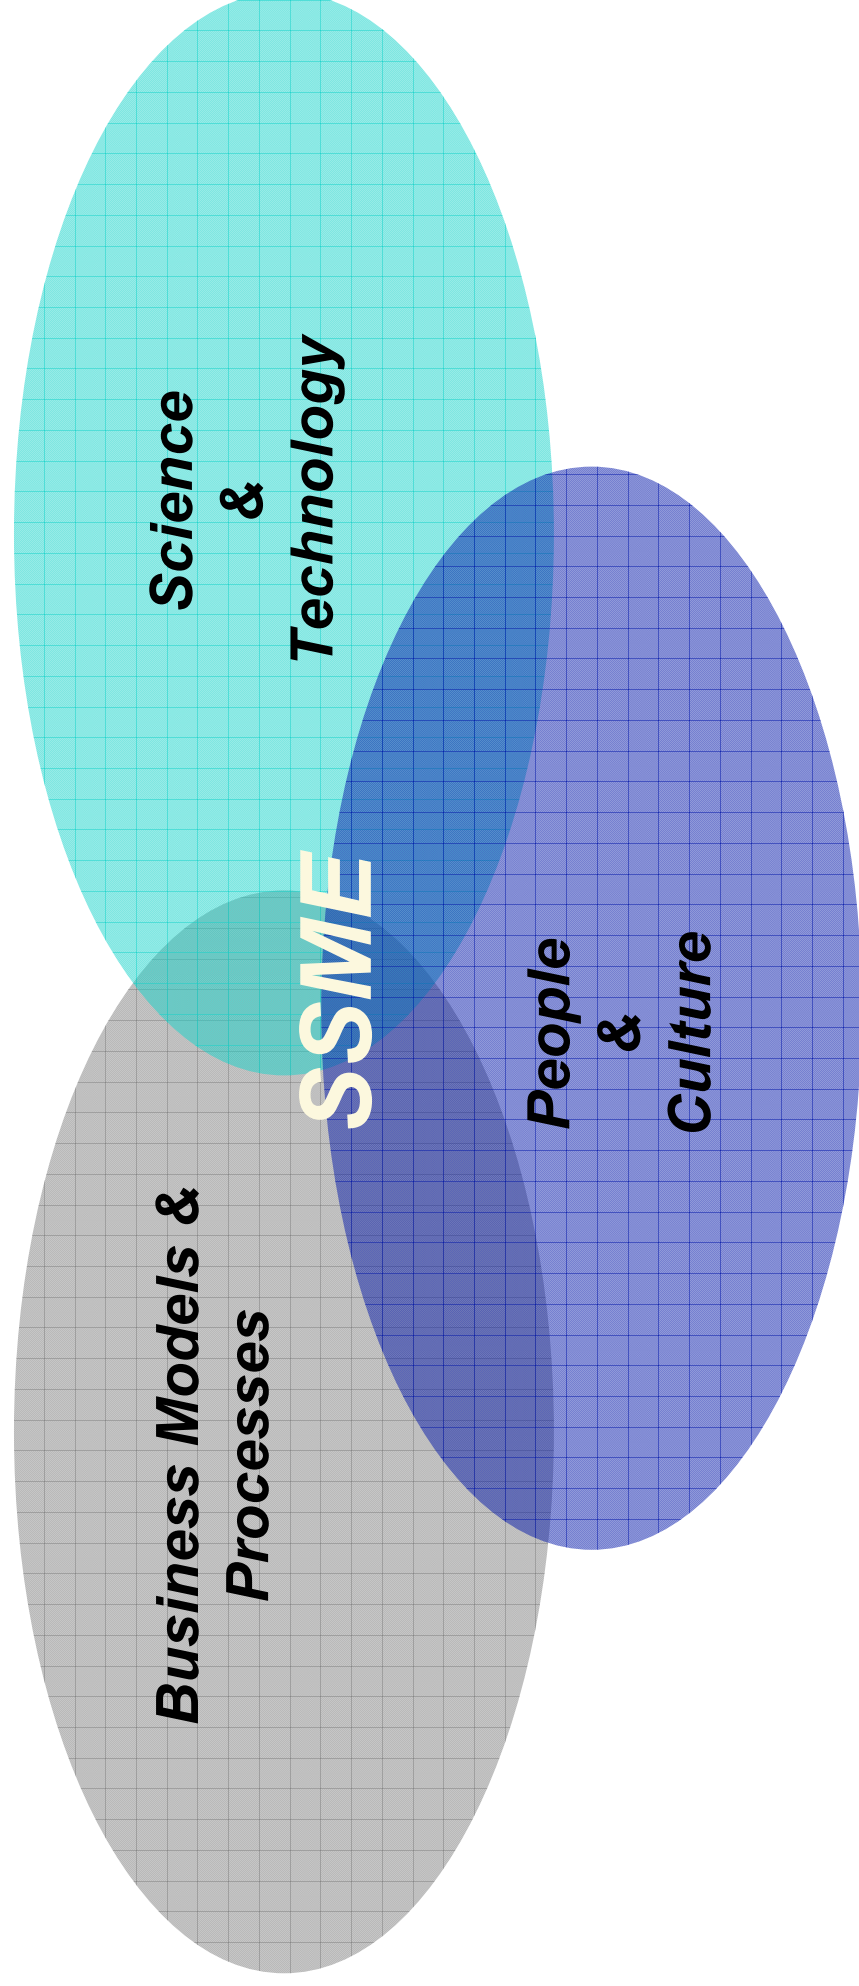 Business Models &
Processes
Science
&
Technology
SSME
People
&
Culture